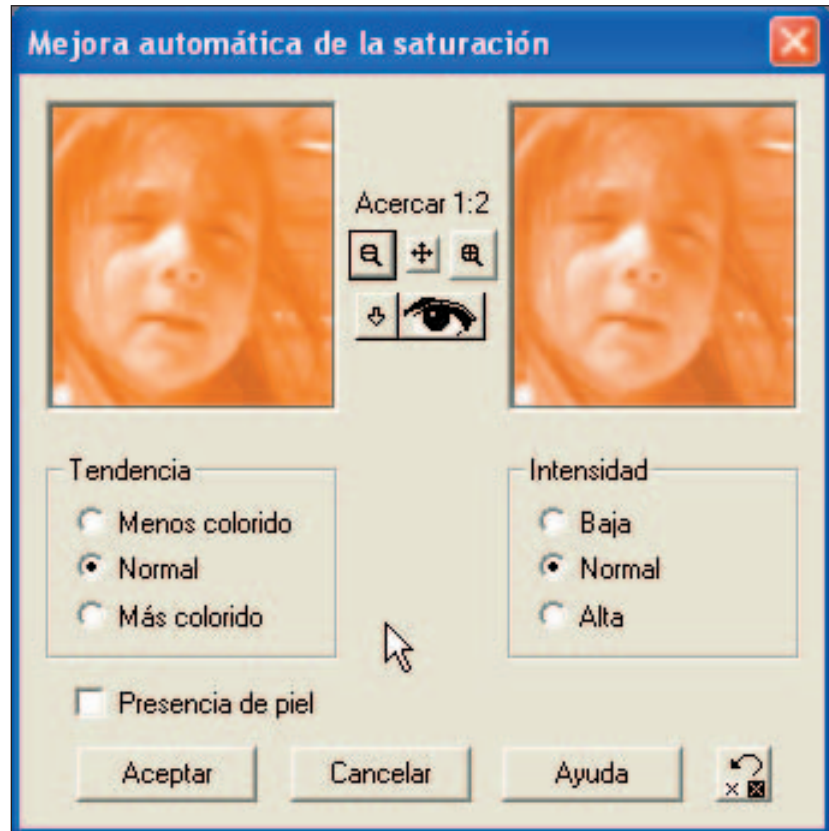 Mejora automática de la saturación
Acercar 1:2
Tendencia
Menos colorido
Normal
Más colorido
Intensidad
Baja
Normal
Alta
Presencia de piel
Aceptar
Cancelar
Ayuda